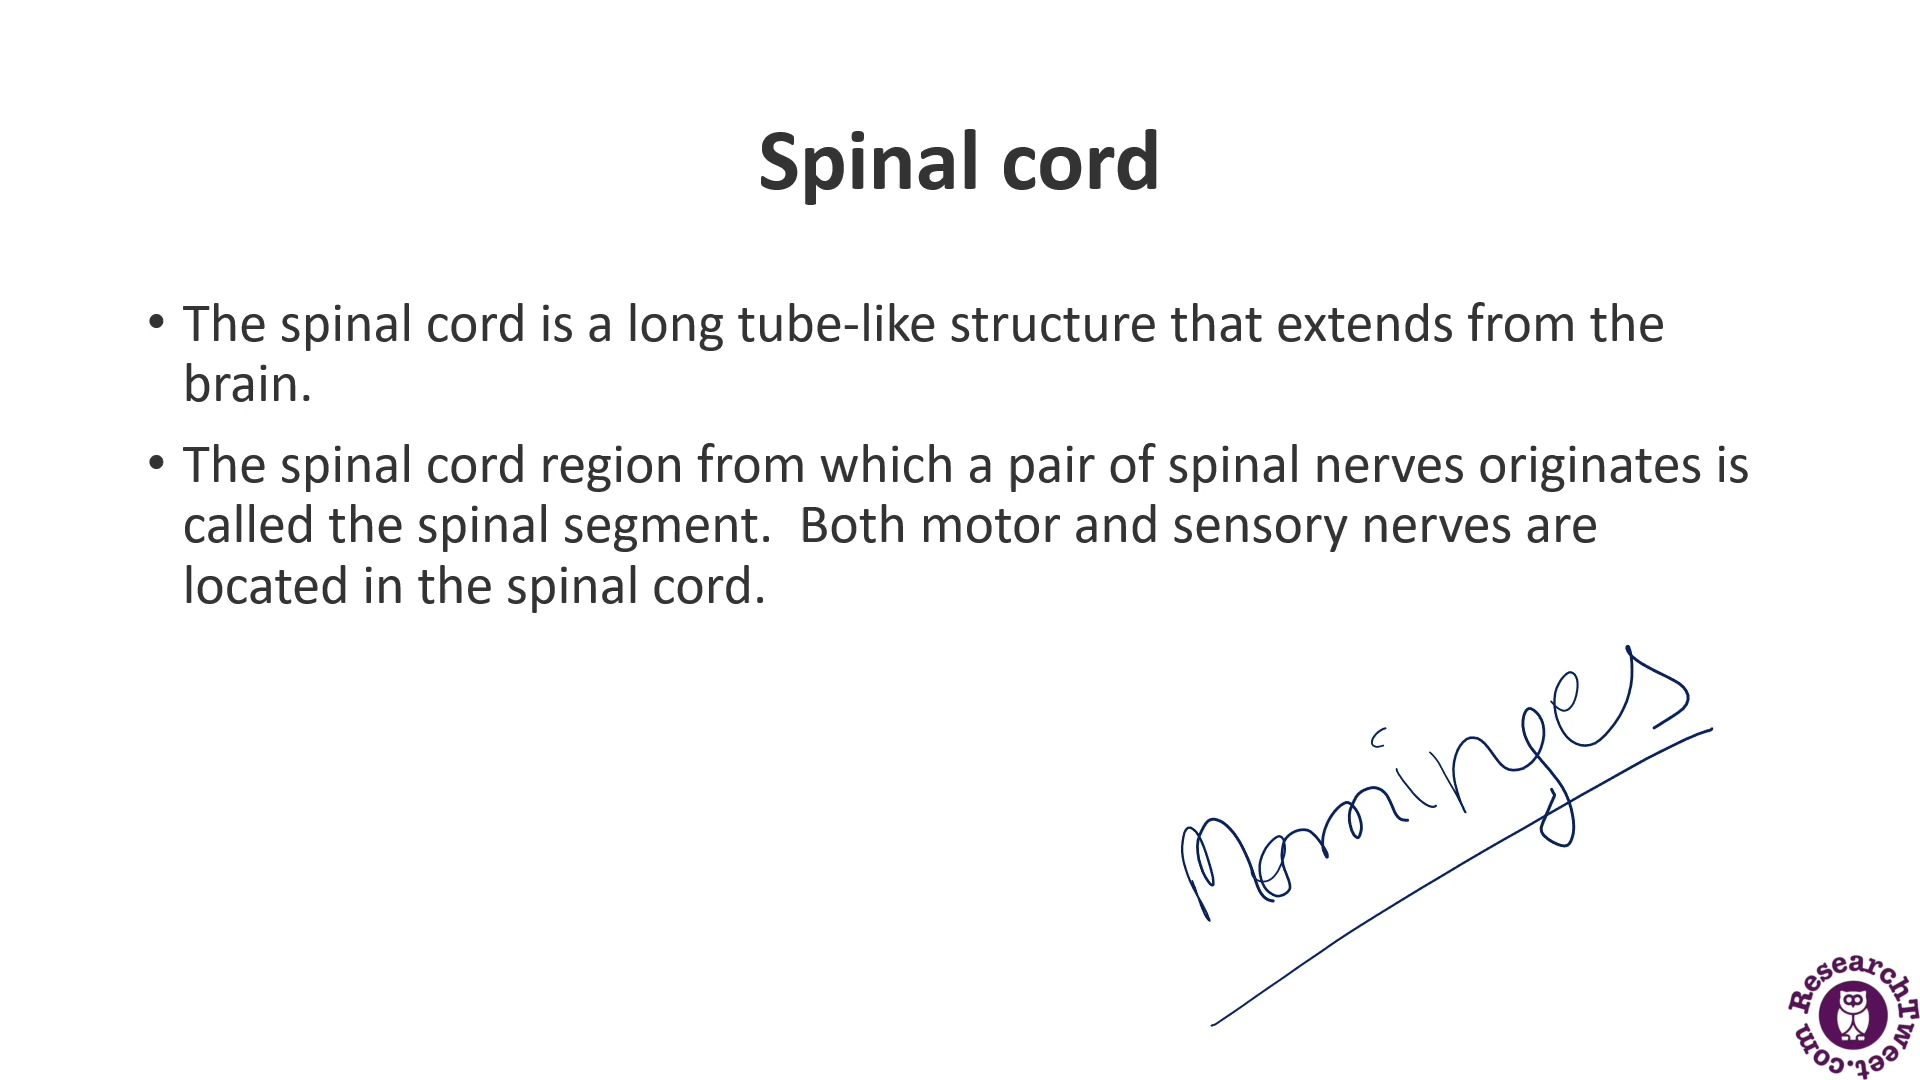 Spinal cord
• The spinal cord is a long tube-like structure that extends from the
brain.
• The spinal cord region from which a pair of spinal nerves originates is
called the spinal segment.  Both motor and sensory nerves are
located in the spinal cord.
ResearchTweet.com